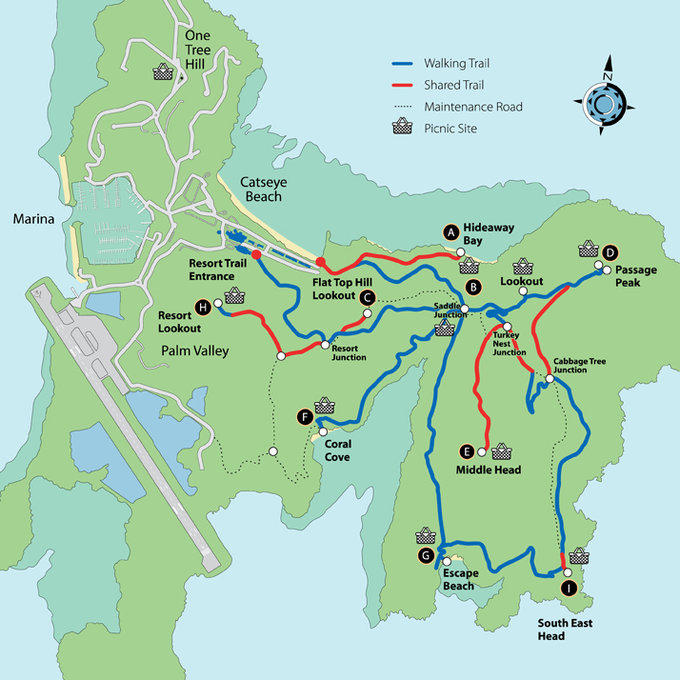 One
Tree
Hill
Walking Trail
Shared Trail
Maintenance Road
Picnic Site
N
Catseye
Beach
Marina
A
Hideaway
Bay
Resort Trail
Entrance
Flat Top Hill
Lookout
C
B
Lookout
D
Passage
Peak
H
Resort
Lookout
Saddle
Junction
Palm Valley
Resort
Junction
Turkey
Nest
Junction
Cabbage Tree
Junction
F
Coral
Cove
E
Middle Head
G
Escape
Beach
I
South East
Head